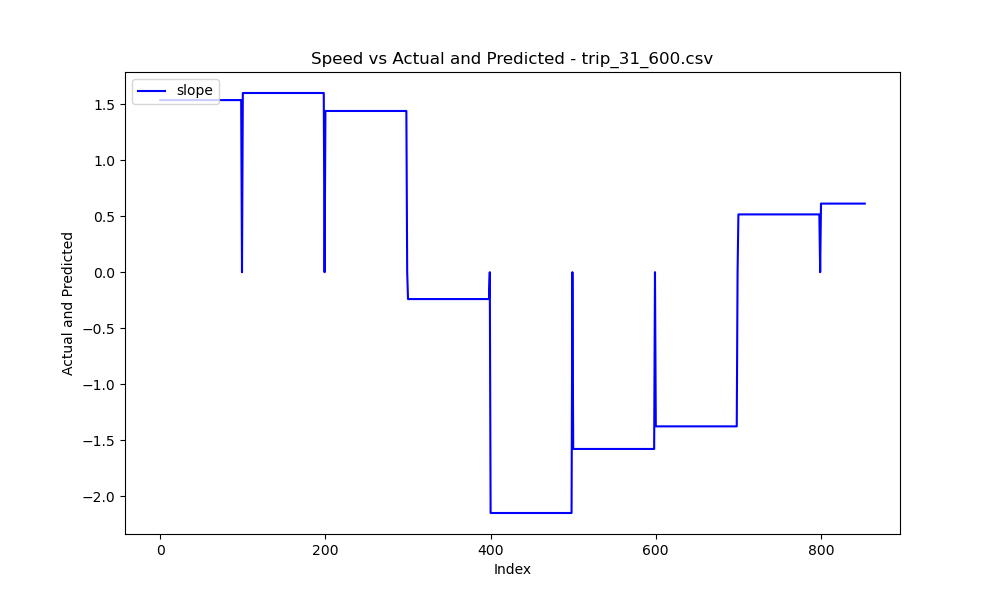 Speed vs Actual and Predicted - trip_31_600.csv
slope
Actual and Predicted
1.5
1.0
0.5
0.0
−0.5
−1.0
−1.5
−2.0
0 200 400 600 800
Index